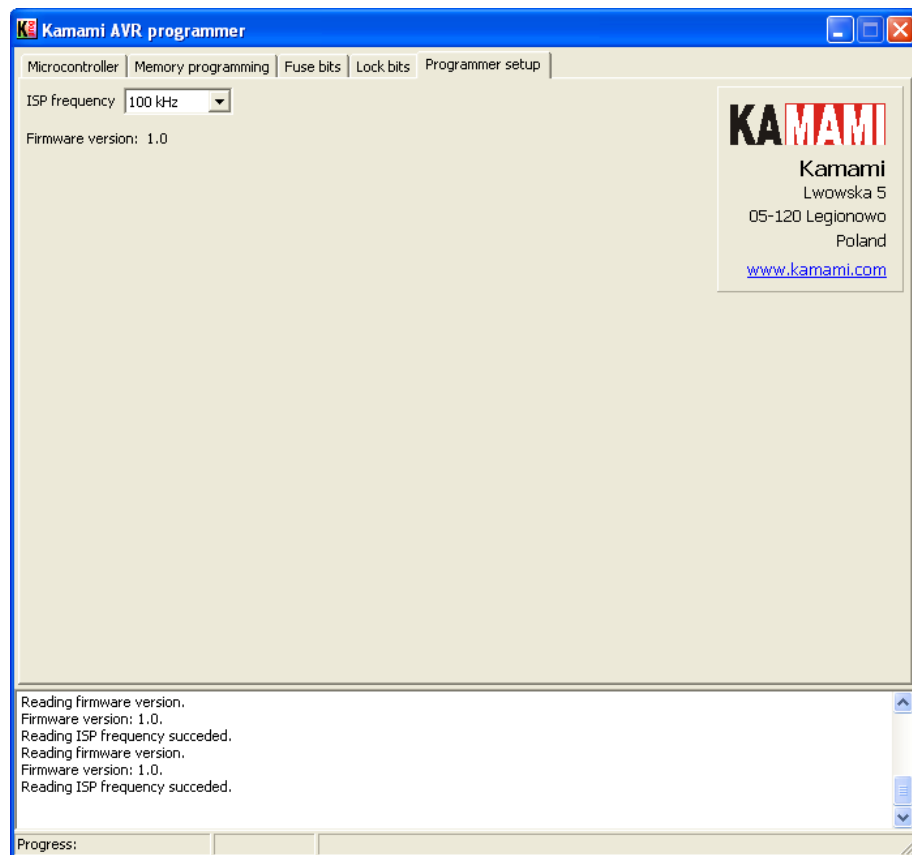 Kamami AVR programmer
Microcontroller Memory programming Fuse bits Lock bits Programmer setup
ISP frequency 100 kHz
Firmware version: 1.0
KAMAMI
Kamami
Lwowska 5
05-120 Legionowo
Poland
www.kamami.com
Reading firmware version.
Firmware version: 1.0.
Reading ISP frequency succeded.
Reading firmware version.
Firmware version: 1.0.
Reading ISP frequency succeded.
Progress: